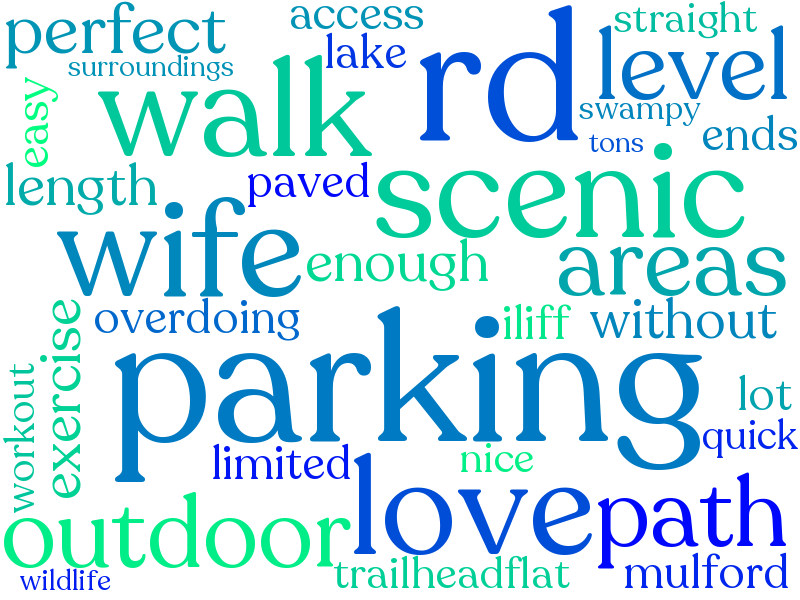 perfect
access
straight
surroundings
lake
rd
level
easy
walk
swampy
tons
ends
length
paved
scenic
wife
enough
areas
overdoing
iliff
without
exercise
parking
workout
lot
limited
nice
quick
outdoor
love
path
wildlife
trailheadflat
mulford